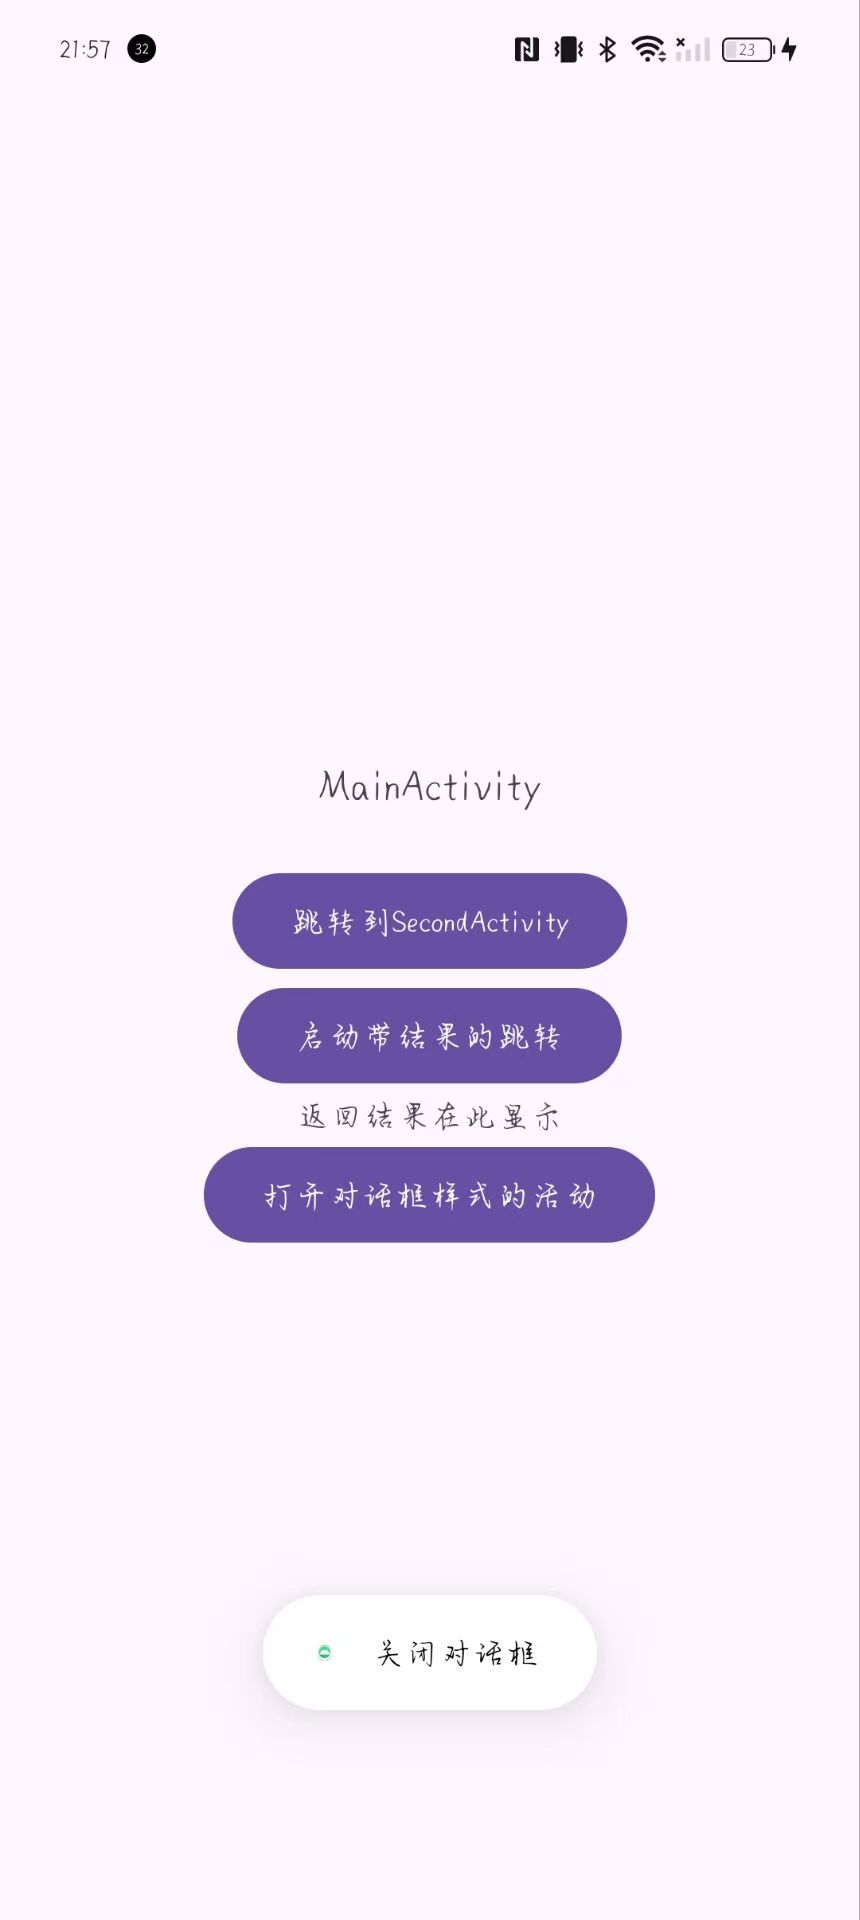 21:57 32 23
MainActivity
跳转到SecondActivity
启动带结果的跳转
返回结果在此显示
打开对话框样式的活动
关闭对话框